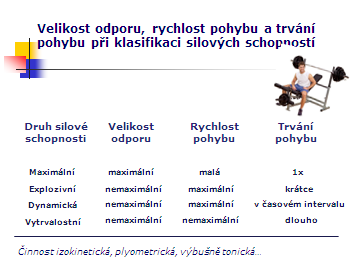 Velikost odporu, rychlost pohybu a trvání
pohybu při klasifikaci silových schopností
Druh silové schopnosti Velikost odporu Rychlost pohybu Trvání pohybu
Maximální maximální malá 1x
Explozivní nemaximální maximální krátce
Dynamická nemaximální maximální v časovém intervalu
Vytrvalostní nemaximální nemaximální dlouho
Činnost izokinetická, plyometrická, výbušně tonická...